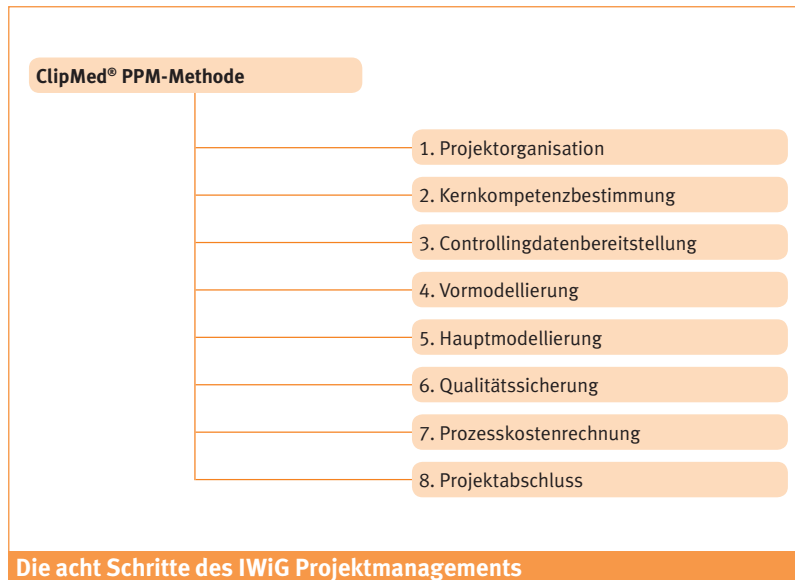 ClipMed® PPM-Methode
1. Projektorganisation
2. Kernkompetenzbestimmung
3. Controllingdatenbereitstellung
4. Vormodellierung
5. Hauptmodellierung
6. Qualitätssicherung
7. Prozesskostenrechnung
8. Projektabschluss
Die acht Schritte des IWiG Projektmanagements